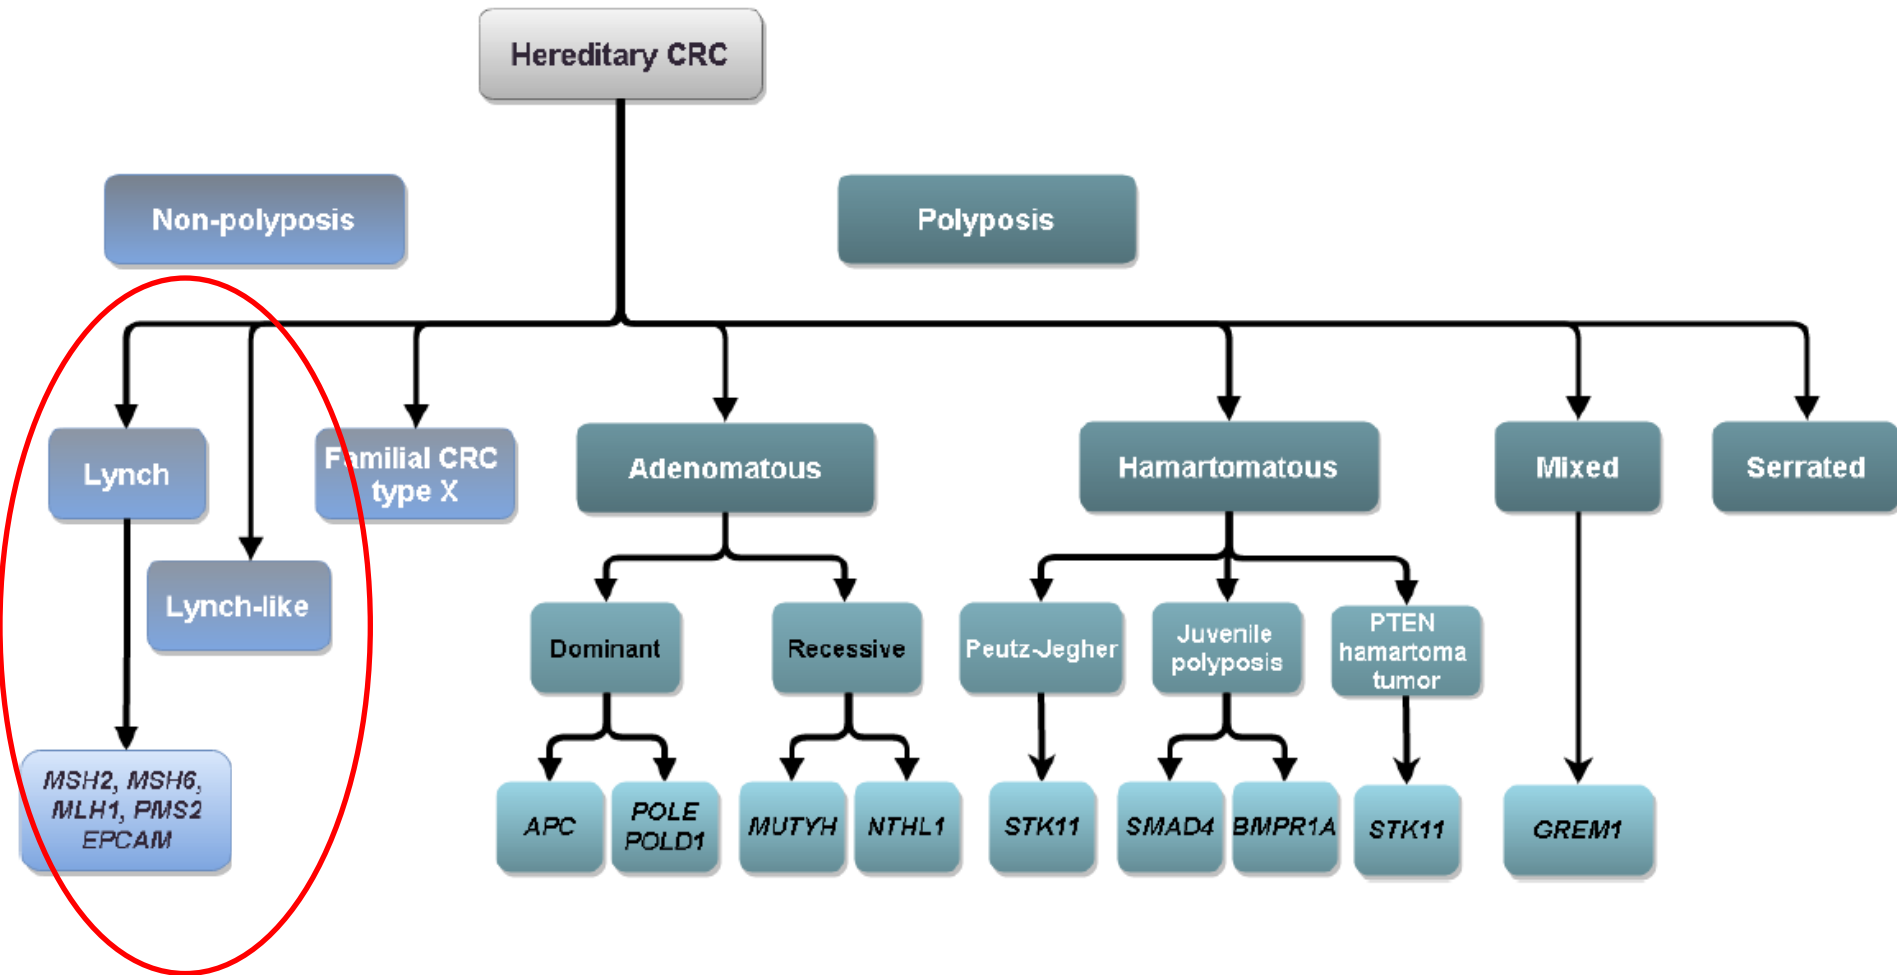 Hereditary CRC
Non-polyposis
Polyposis
Lynch
Lynch-like
Familial CRC
type X
Adenomatous
Hamartomatous
Mixed
Serrated
Dominant
Recessive
Peutz-Jegher
Juvenile
polyposis
PTEN
hamartoma
tumor
MSH2, MSH6,
MLH1, PMS2
EPCAM
APC
POLE
POLD1
MUTYH
NTHL1
STK11
SMAD4
BMPR1A
STK11
GREM1